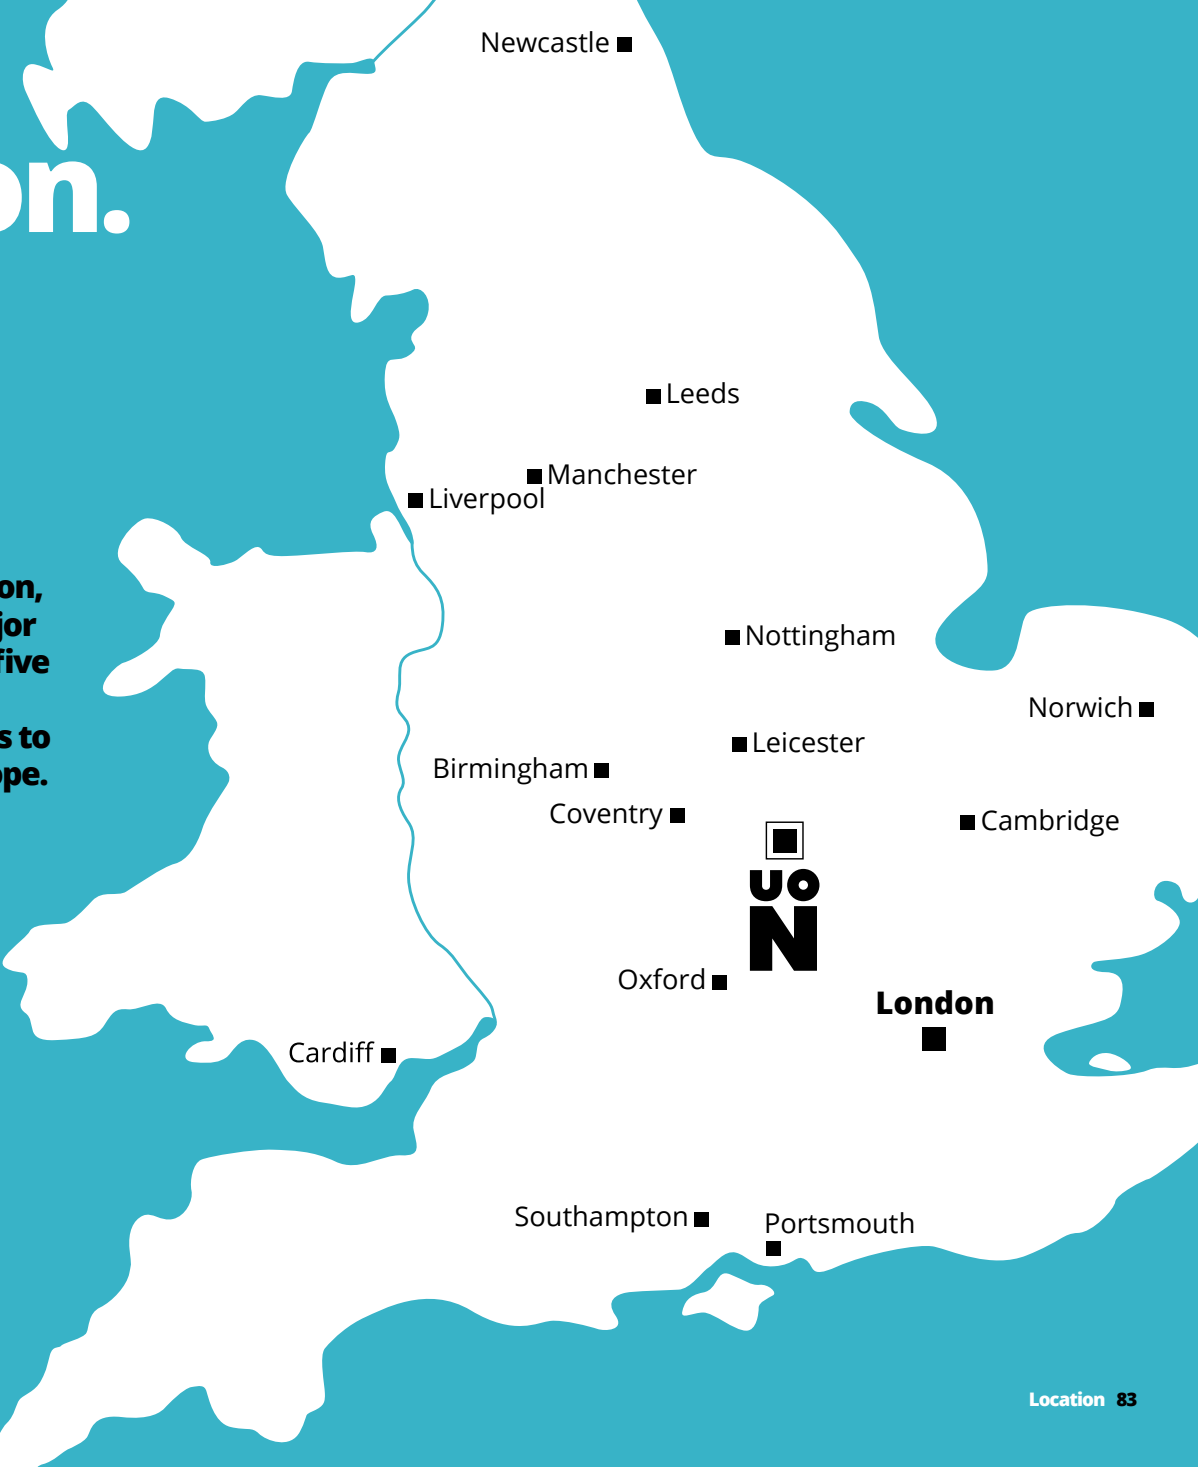 Newcastle
on.
Leeds
Manchester
Liverpool
on,
jor
five
s to
ope.
Nottingham
Norwich
Leicester
Birmingham
Coventry
Cambridge
UO
N
Oxford
London
Cardiff
Southampton
Portsmouth
Location 83